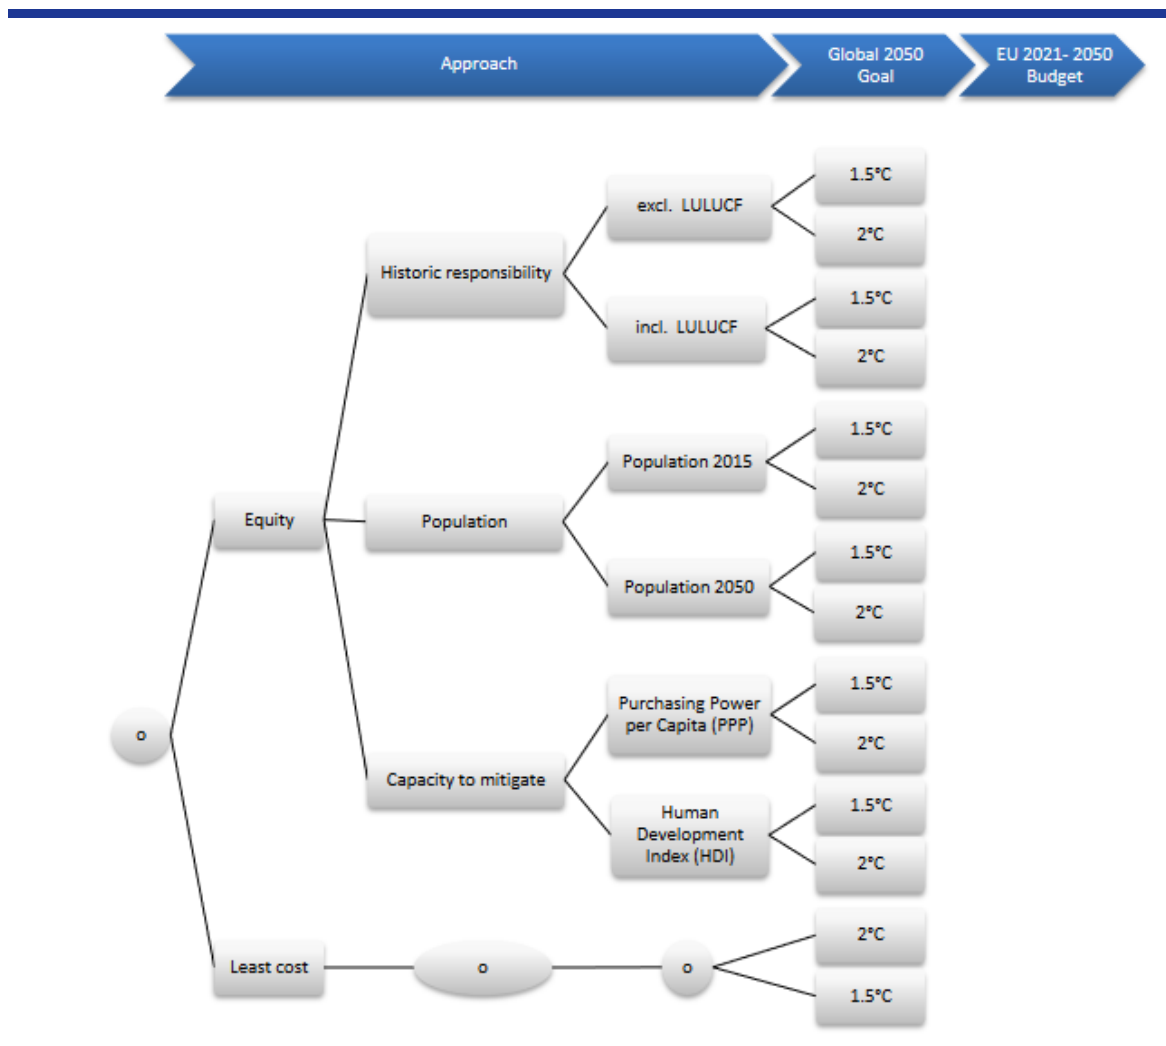 Approach
Global 2050
Goal
EU 2021- 2050
Budget
1.5°C
excl. LULUCF
2°C
Historic responsibility
1.5°C
incl. LULUCF
2°C
1.5°C
Population 2015
2°C
Equity
Population
1.5°C
Population 2050
2°C
1.5°C
Purchasing Power
per Capita (PPP)
2°C
o
Capacity to mitigate
1.5°C
Human
Development
Index (HDI)
2°C
2°C
Least cost
o
o
1.5°C